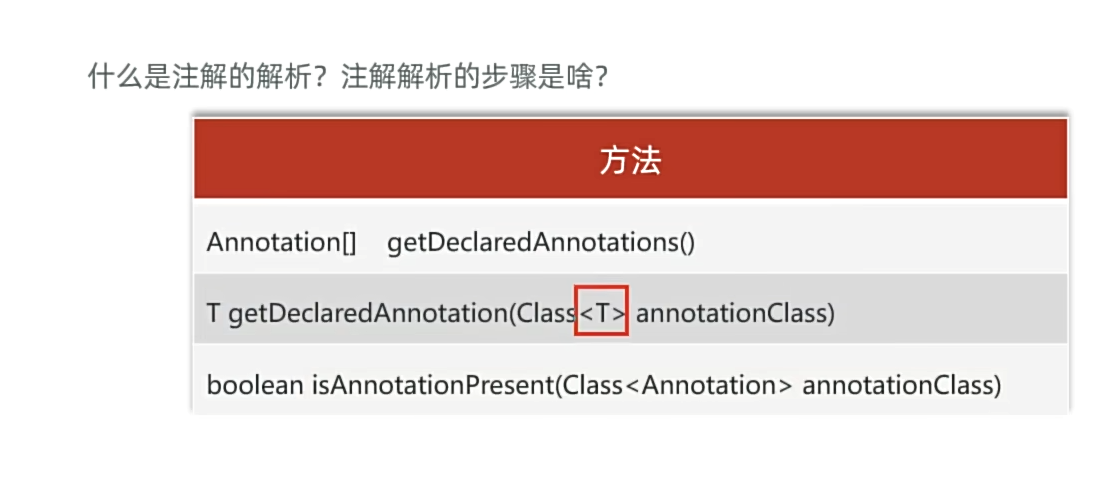 什么是注解的解析？注解解析的步骤是啥？
方法
Annotation[] getDeclaredAnnotations()
T getDeclaredAnnotation(Class<T> annotationClass)
boolean isAnnotationPresent(Class<Annotation> annotationClass)